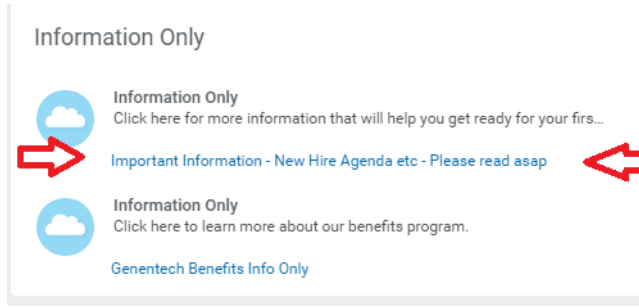 Information Only
Information Only
Click here for more information that will help you get ready for your firs...
Important Information - New Hire Agenda etc - Please read asap
Information Only
Click here to learn more about our benefits program.
Genentech Benefits Info Only